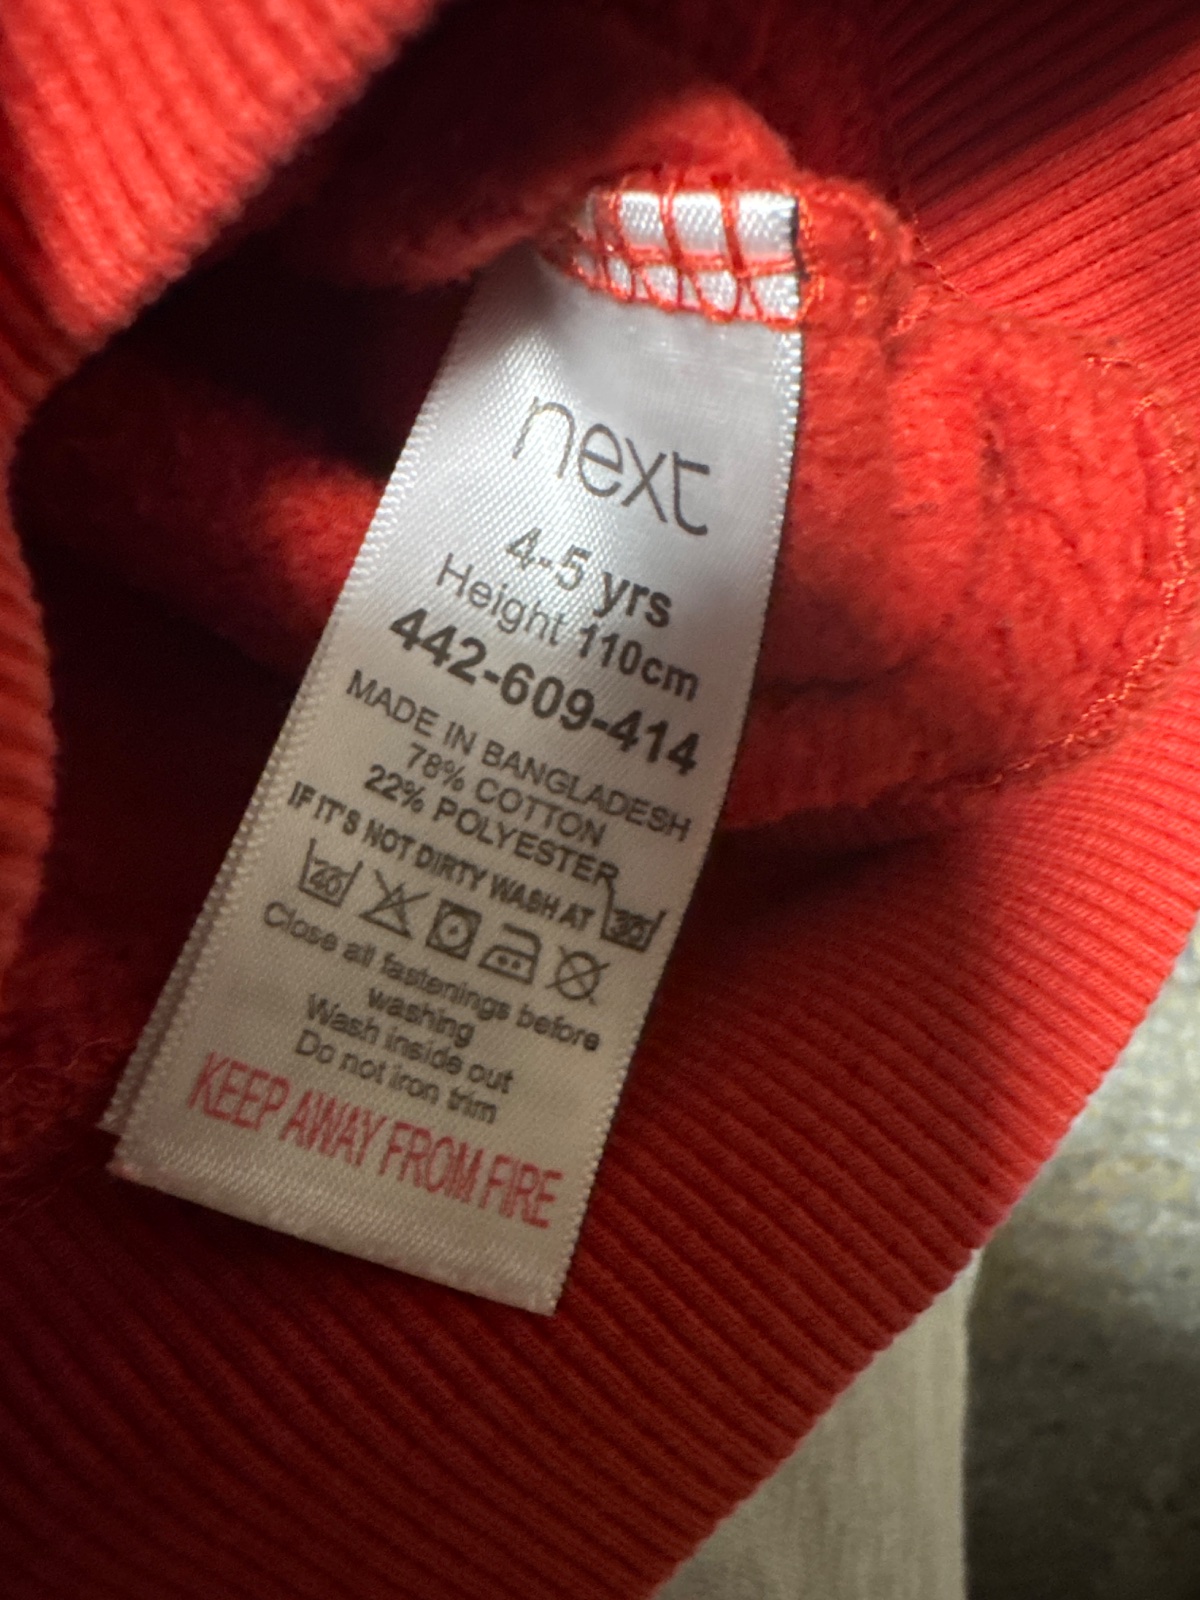 next
4-5 yrs
Height 110cm
442-609-414
MADE IN BANGLADESH
78% COTTON
22% POLYESTER
IF IT'S NOT DIRTY WASH AT 30
40
Close all fastenings before
washing
Wash inside out
Do not iron trim
KEEP AWAY FROM FIRE